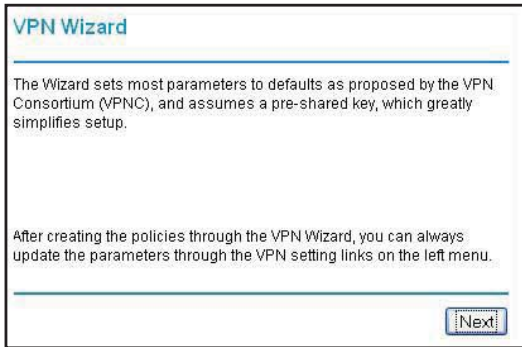 VPN Wizard
The Wizard sets most parameters to defaults as proposed by the VPN
Consortium (VPNC), and assumes a pre-shared key, which greatly
simplifies setup.
After creating the policies through the VPN Wizard, you can always
update the parameters through the VPN setting links on the left menu.
Next